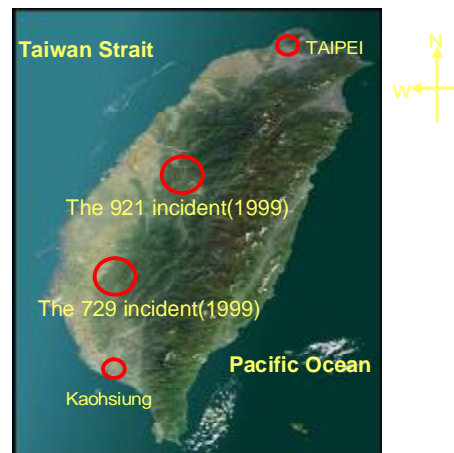 TAIPEI
Taiwan Strait
N
W
The 921 incident(1999)
The 729 incident(1999)
Pacific Ocean
Kaohsiung